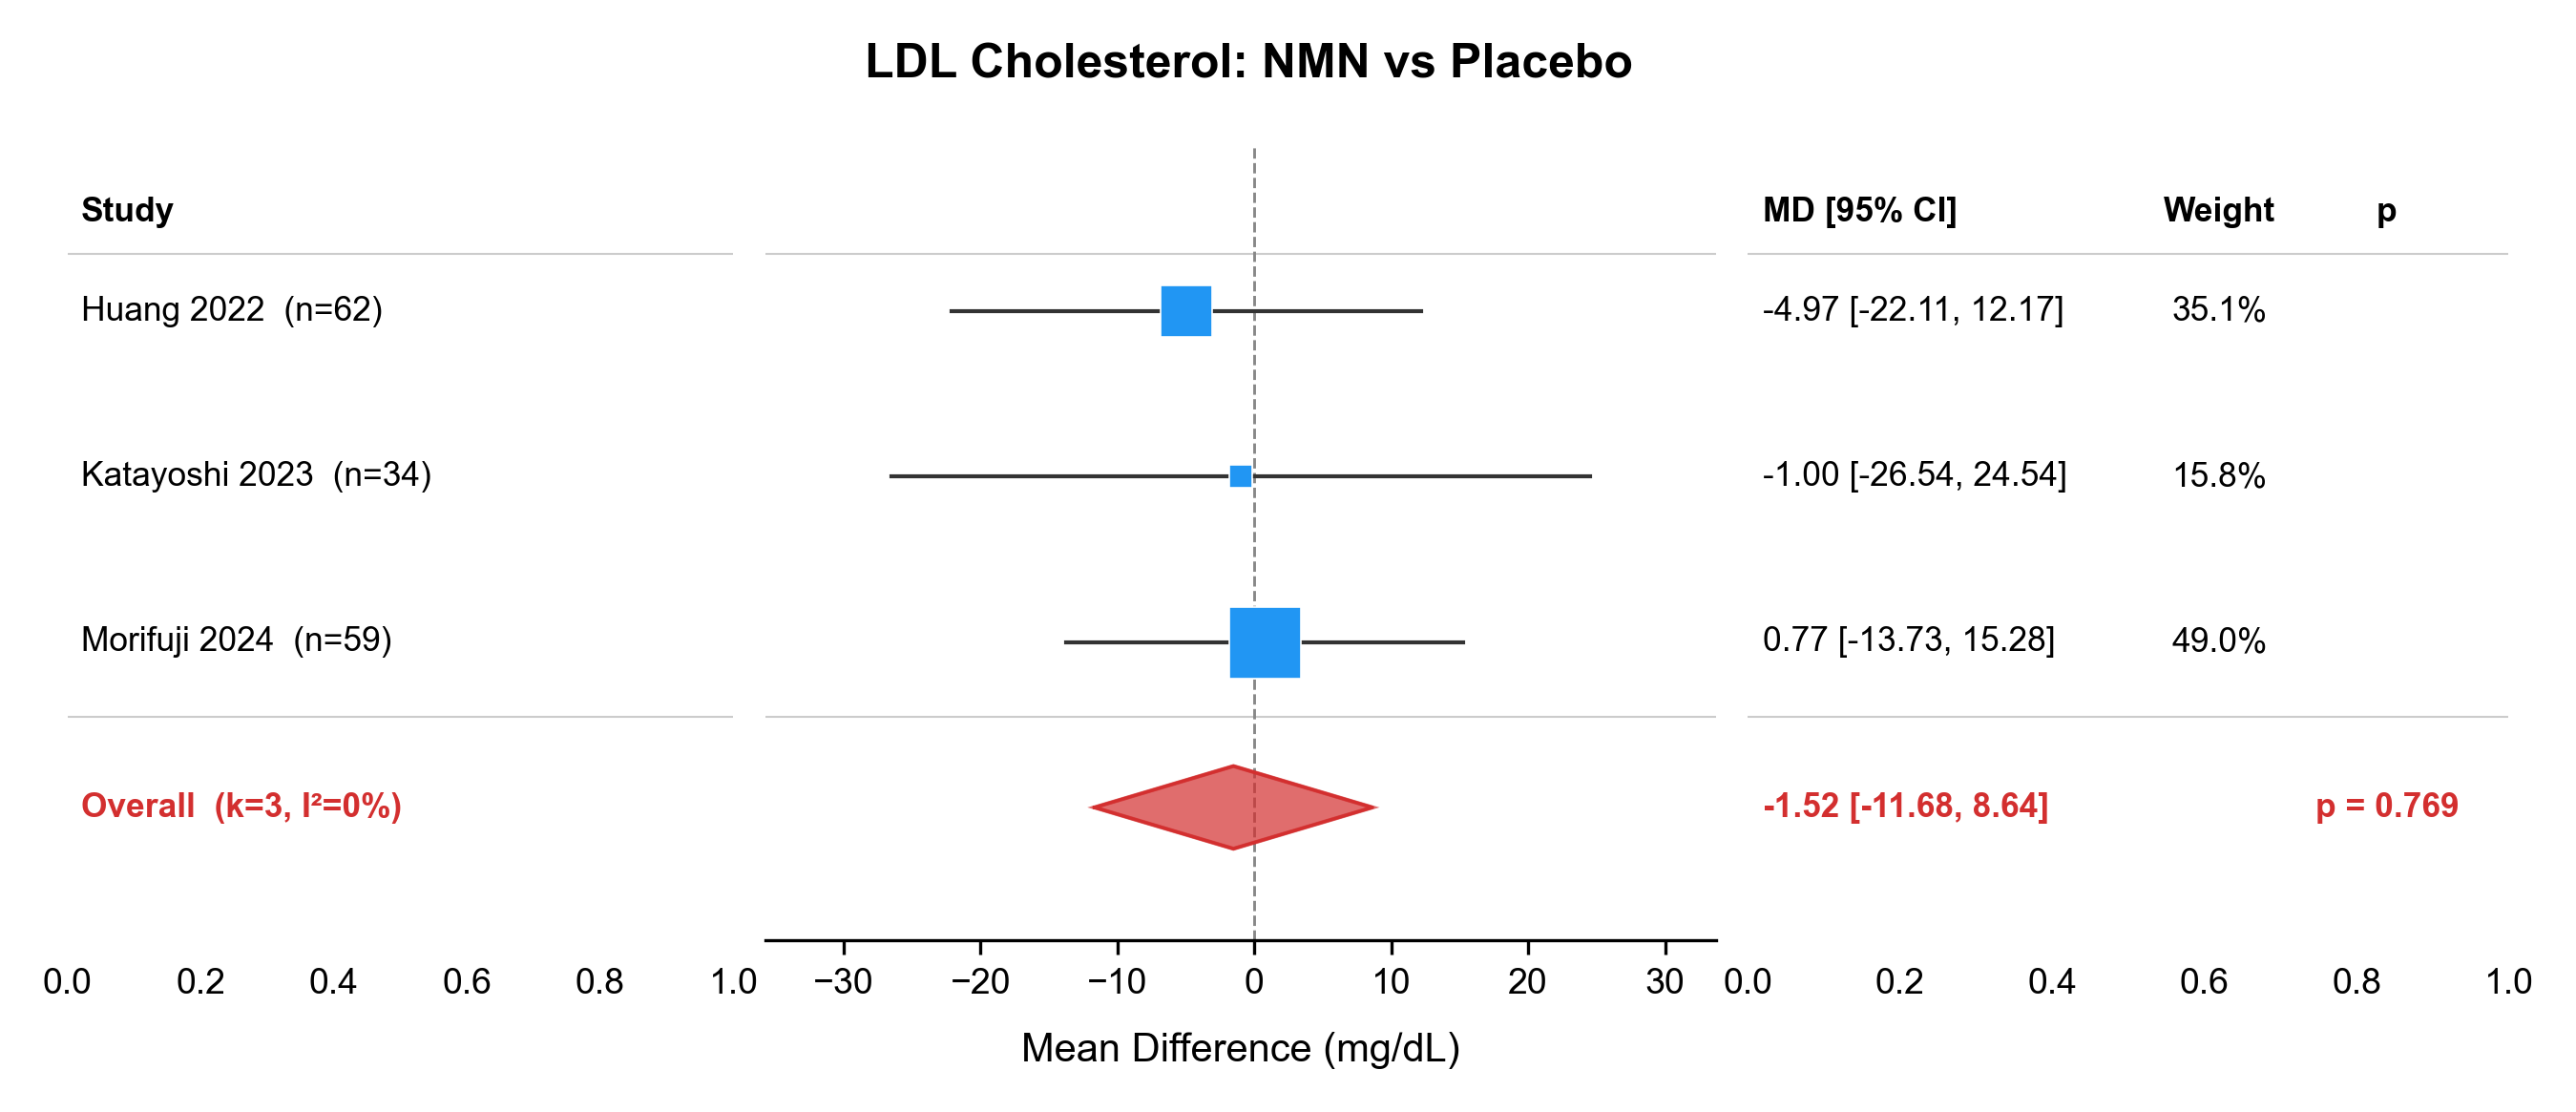 LDL Cholesterol: NMN vs Placebo
Study MD [95% CI] Weight p
Huang 2022 (n=62) -4.97 [-22.11, 12.17] 35.1%
Katayoshi 2023 (n=34) -1.00 [-26.54, 24.54] 15.8%
Morifuji 2024 (n=59) 0.77 [-13.73, 15.28] 49.0%
Overall (k=3, I²=0%) -1.52 [-11.68, 8.64] p = 0.769
0.0 0.2 0.4 0.6 0.8 1.0 −30 −20 −10 0 10 20 30 0.0 0.2 0.4 0.6 0.8 1.0
Mean Difference (mg/dL)